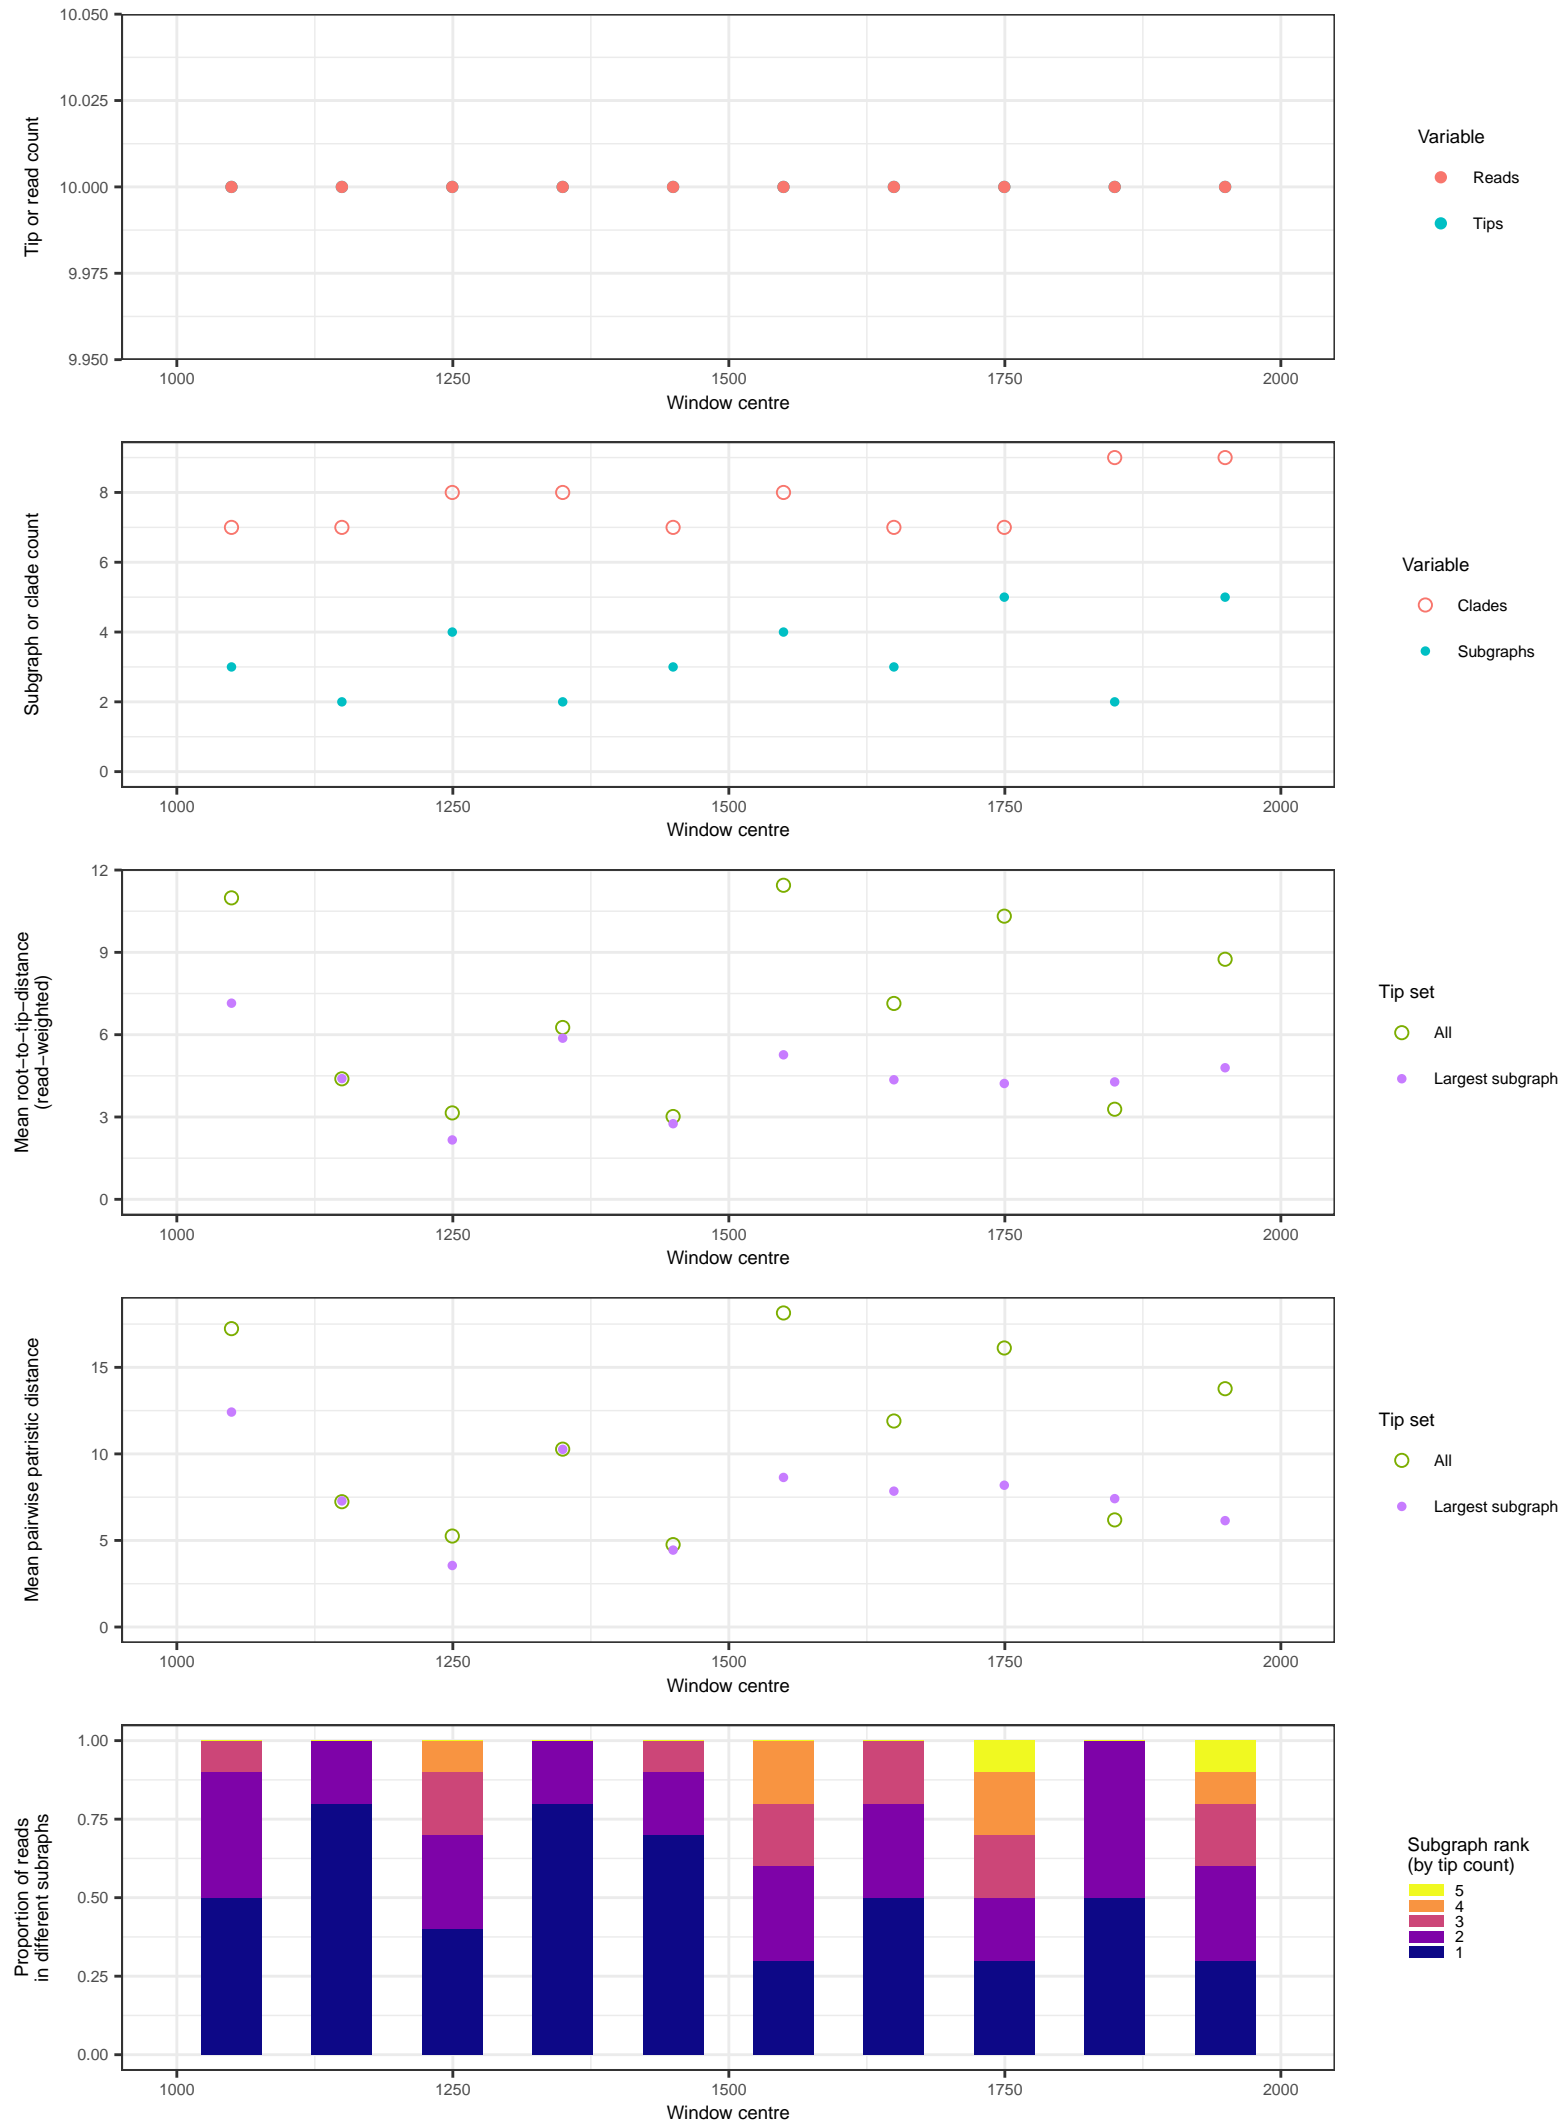 10.050
10.025
10.000
9.975
9.950
Tip or read count
1000 1250 1500 1750 2000
Window centre
Variable
Reads
Tips
8
6
4
2
0
Subgraph or clade count
1000 1250 1500 1750 2000
Window centre
Variable
Clades
Subgraphs
12
9
6
3
0
Mean root−to−tip−distance
(read−weighted)
1000 1250 1500 1750 2000
Window centre
Tip set
All
Largest subgraph
15
10
5
0
Mean pairwise patristic distance
1000 1250 1500 1750 2000
Window centre
Tip set
All
Largest subgraph
1.00
0.75
0.50
0.25
0.00
Proportion of reads
in different subraphs
1000 1250 1500 1750 2000
Window centre
Subgraph rank
(by tip count)
5
4
3
2
1